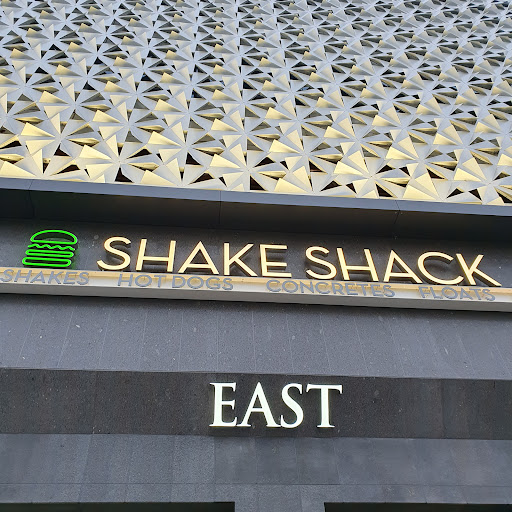 SHAKE SHACK
SHAKES HOT DOGS CONCRETES FLOATS
EAST